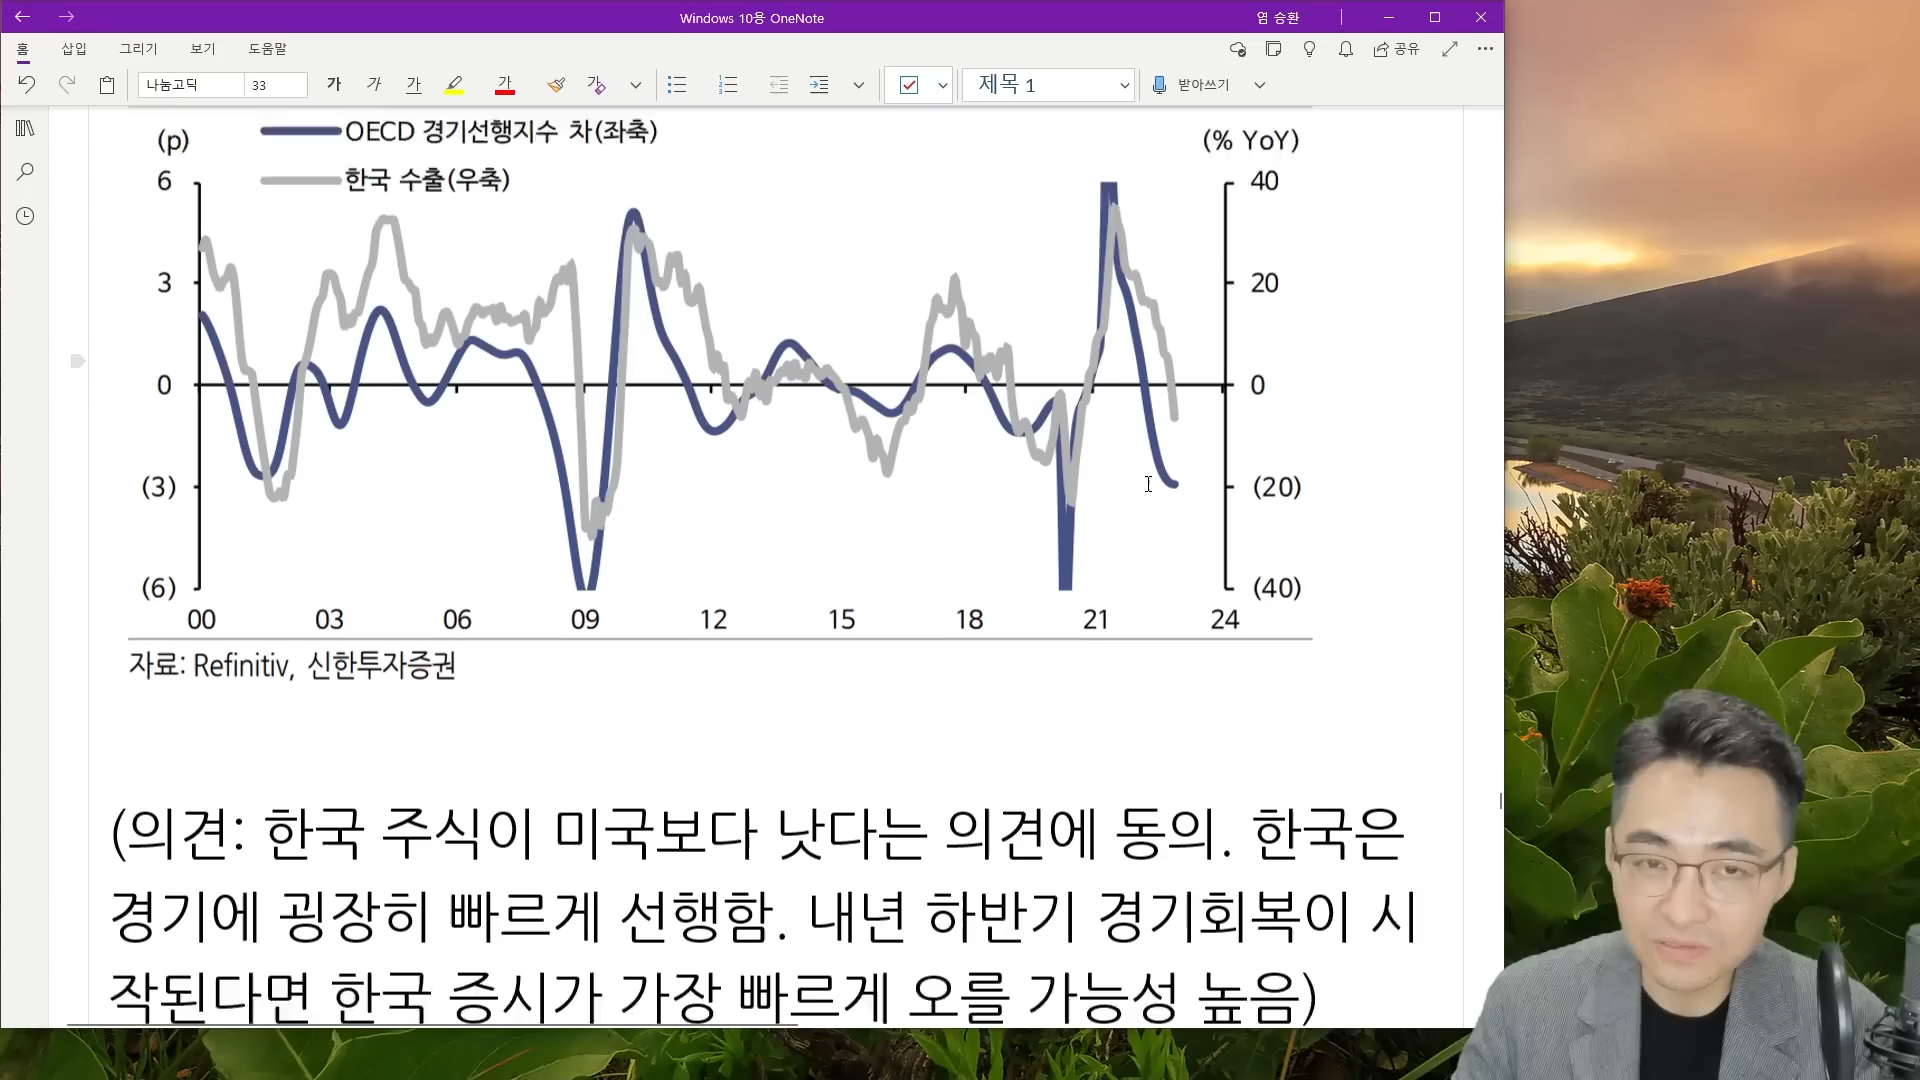 Windows 10용 OneNote
염 승환
홈 삽입 그리기 보기 도움말
공유
나눔고딕 33 가 가 가 가 가 제목 1 받아쓰기
(p) OECD 경기선행지수 차(좌축) (% YoY)
한국 수출(우축)
6 40
3 20
0 0
(3) (20)
(6) (40)
00 03 06 09 12 15 18 21 24
자료: Refinitiv, 신한투자증권
(의견: 한국 주식이 미국보다 낫다는 의견에 동의. 한국은
경기에 굉장히 빠르게 선행함. 내년 하반기 경기회복이 시
작된다면 한국 증시가 가장 빠르게 오를 가능성 높음)